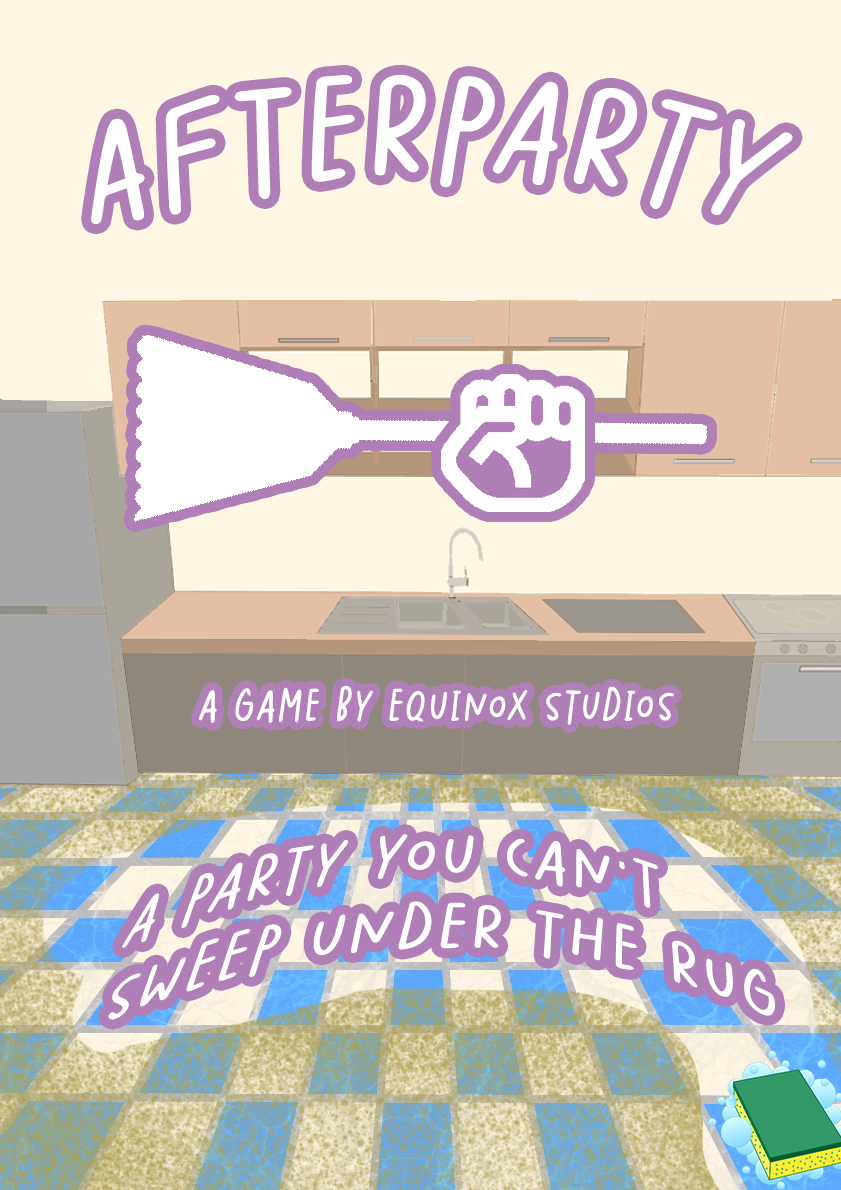 AFTERPARTY
A GAME BY EQUINOX STUDIOS
A PARTY YOU CAN'T
SWEEP UNDER THE RUG